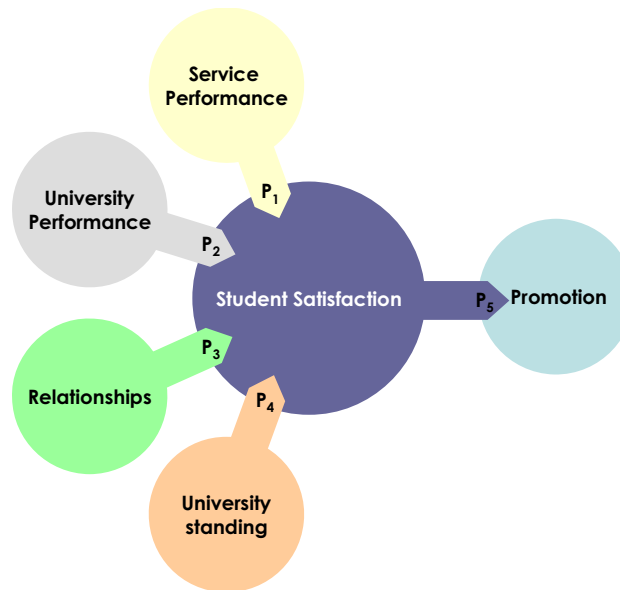 Service
Performance
P₁
University
Performance
P₂
Student Satisfaction
P₅
Promotion
P₃
Relationships
P₄
University
standing